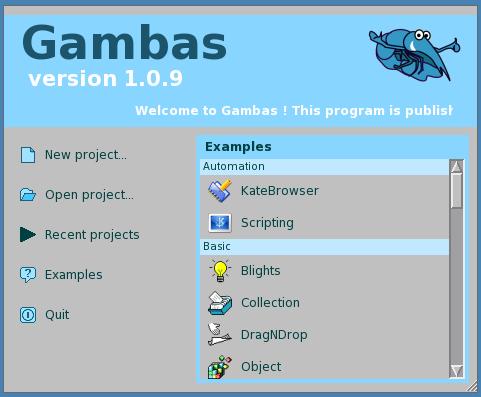 Gambas
version 1.0.9
Welcome to Gambas ! This program is publish
New project...
Open project...
Recent projects
Examples
Quit
Examples
Automation
KateBrowser
Scripting
Basic
Blights
Collection
DragNDrop
Object